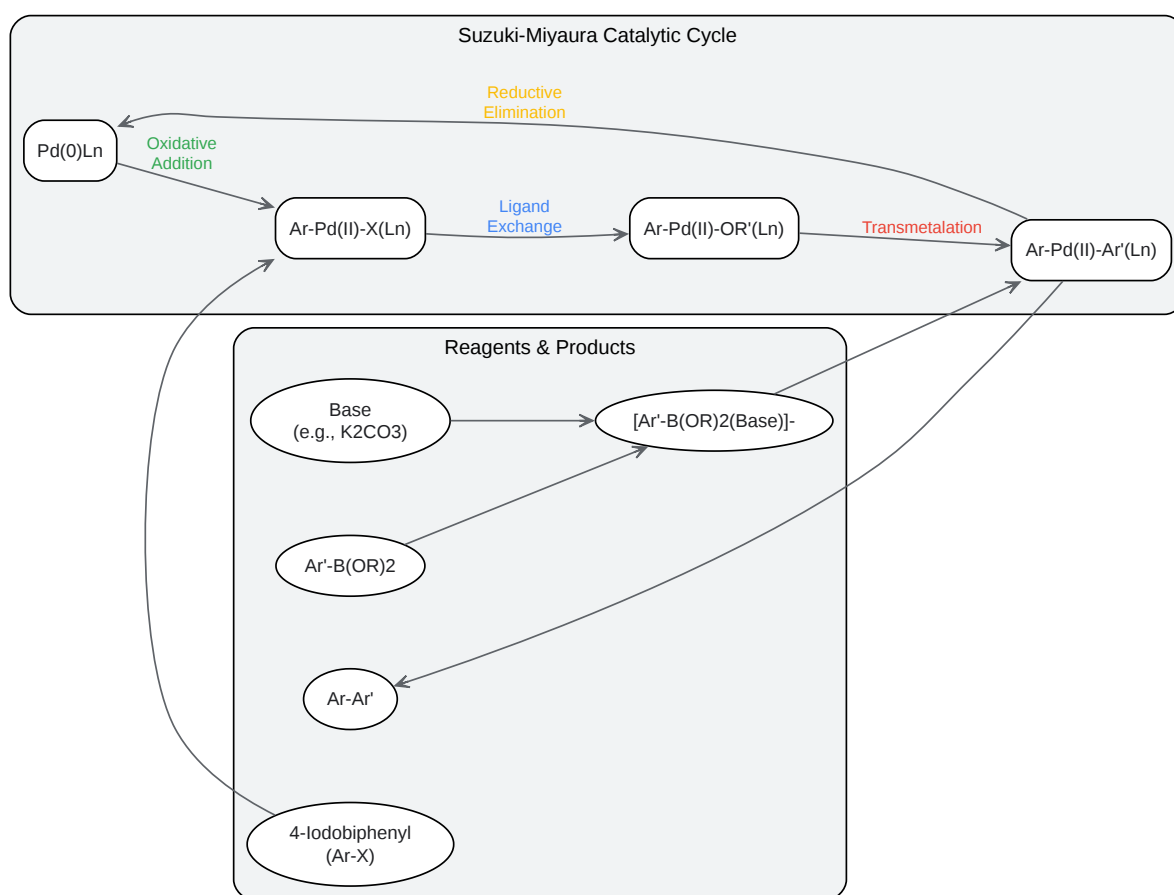 Suzuki-Miyaura Catalytic Cycle
Reductive
Elimination
Pd(0)Ln
Oxidative
Addition
Ar-Pd(II)-X(Ln)
Ligand
Exchange
Ar-Pd(II)-OR'(Ln)
Transmetalation
Ar-Pd(II)-Ar'(Ln)
Reagents & Products
Base
(e.g., K2CO3)
[Ar'-B(OR)2(Base)]-
Ar'-B(OR)2
Ar-Ar'
4-Iodobiphenyl
(Ar-X)